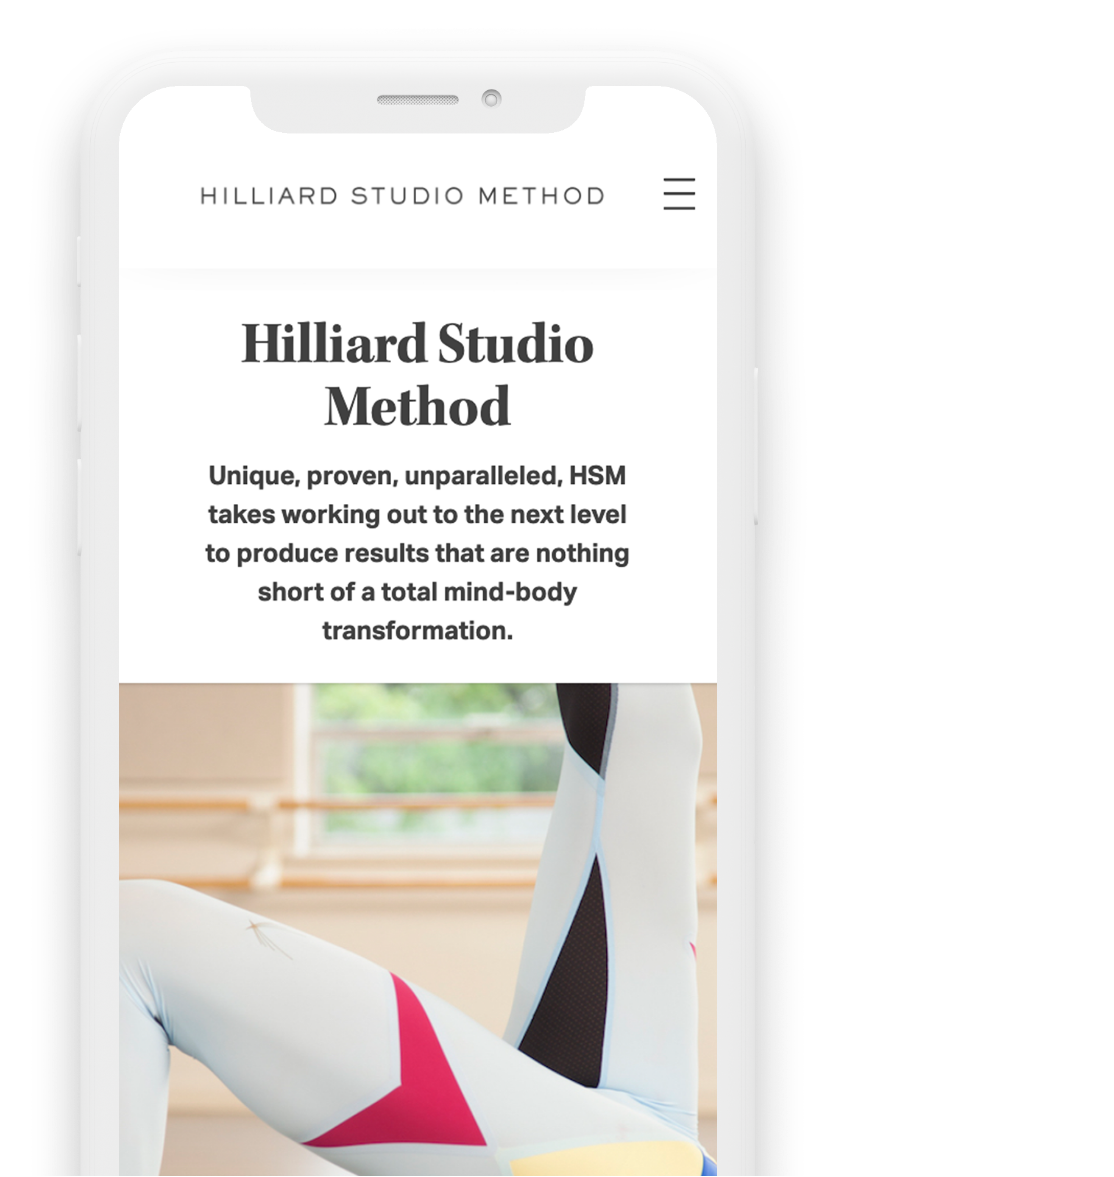 HILLIARD STUDIO METHOD
Hilliard Studio
Method
Unique, proven, unparalleled, HSM
takes working out to the next level
to produce results that are nothing
short of a total mind-body
transformation.